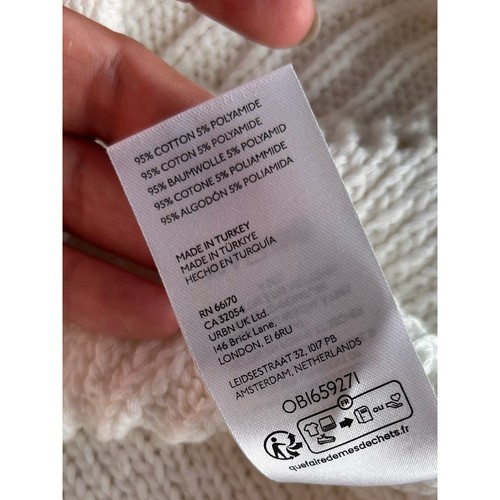 95% COTTON 5% POLYAMIDE
95% COTON 5% POLYAMIDE
95% BAUMWOLLE 5% POLYAMID
95% COTONE 5% POLIAMMIDE
95% ALGODÓN 5% POLIAMIDA
MADE IN TURKEY
MADE IN TÜRKIYE
HECHO EN TURQUÍA
RN 66170
CA 32054
URBN UK Ltd.
146 Brick Lane,
LONDON, E1 6RU
LEIDSESTRAAT 32, 1017 PB
AMSTERDAM, NETHERLANDS
OB1659271
FR
OU
quefairedemesdechets.fr